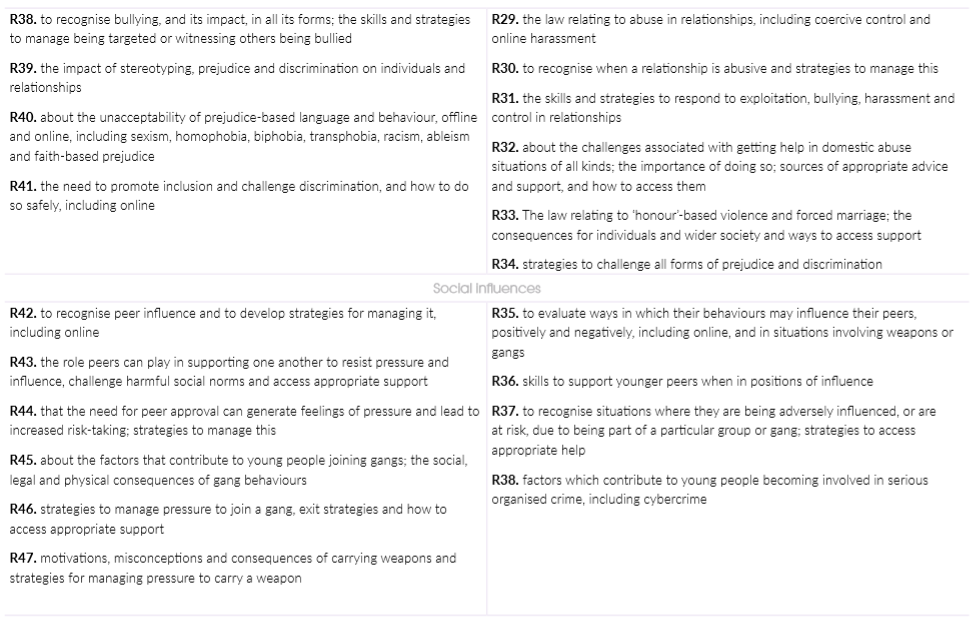 R38. to recognise bullying, and its impact, in all its forms; the skills and strategies
to manage being targeted or witnessing others being bullied
R39. the impact of stereotyping, prejudice and discrimination on individuals and
relationships
R40. about the unacceptability of prejudice-based language and behaviour, offline
and online, including sexism, homophobia, biphobia, transphobia, racism, ableism
and faith-based prejudice
R41. the need to promote inclusion and challenge discrimination, and how to do
so safely, including online
R29. the law relating to abuse in relationships, including coercive control and
online harassment
R30. to recognise when a relationship is abusive and strategies to manage this
R31. the skills and strategies to respond to exploitation, bullying, harassment and
control in relationships
R32. about the challenges associated with getting help in domestic abuse
situations of all kinds; the importance of doing so; sources of appropriate advice
and support, and how to access them
R33. The law relating to 'honour'-based violence and forced marriage; the
consequences for individuals and wider society and ways to access support
R34. strategies to challenge all forms of prejudice and discrimination
Social Influences
R42. to recognise peer influence and to develop strategies for managing it,
including online
R43. the role peers can play in supporting one another to resist pressure and
influence, challenge harmful social norms and access appropriate support
R44. that the need for peer approval can generate feelings of pressure and lead to
increased risk-taking; strategies to manage this
R45. about the factors that contribute to young people joining gangs; the social,
legal and physical consequences of gang behaviours
R46. strategies to manage pressure to join a gang, exit strategies and how to
access appropriate support
R47. motivations, misconceptions and consequences of carrying weapons and
strategies for managing pressure to carry a weapon
R35. to evaluate ways in which their behaviours may influence their peers,
positively and negatively, including online, and in situations involving weapons or
gangs
R36. skills to support younger peers when in positions of influence
R37. to recognise situations where they are being adversely influenced, or are
at risk, due to being part of a particular group or gang; strategies to access
appropriate help
R38. factors which contribute to young people becoming involved in serious
organised crime, including cybercrime